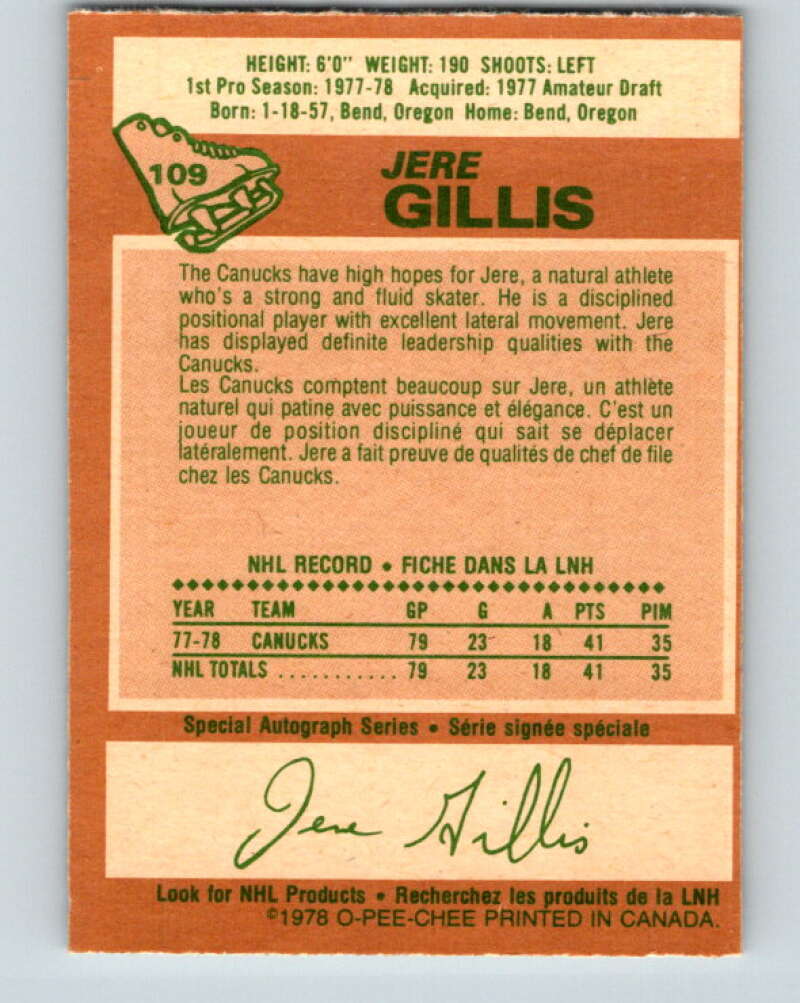 HEIGHT: 6'0" WEIGHT: 190 SHOOTS: LEFT
1st Pro Season: 1977-78 Acquired: 1977 Amateur Draft
Born: 1-18-57, Bend, Oregon Home: Bend, Oregon
109
JERE
GILLIS
The Canucks have high hopes for Jere, a natural athlete
who's a strong and fluid skater. He is a disciplined
positional player with excellent lateral movement. Jere
has displayed definite leadership qualities with the
Canucks.
Les Canucks comptent beaucoup sur Jere, un athlète
naturel qui patine avec puissance et élégance. C'est un
joueur de position discipliné qui sait se déplacer
latéralement. Jere a fait preuve de qualités de chef de file
chez les Canucks.
NHL RECORD • FICHE DANS LA LNH
YEAR TEAM GP G A PTS PIM
77-78 CANUCKS 79 23 18 41 35
NHL TOTALS ........... 79 23 18 41 35
Special Autograph Series • Série signée spéciale
Jere Gillis
Look for NHL Products • Recherchez les produits de la LNH
©1978 O-PEE-CHEE PRINTED IN CANADA.